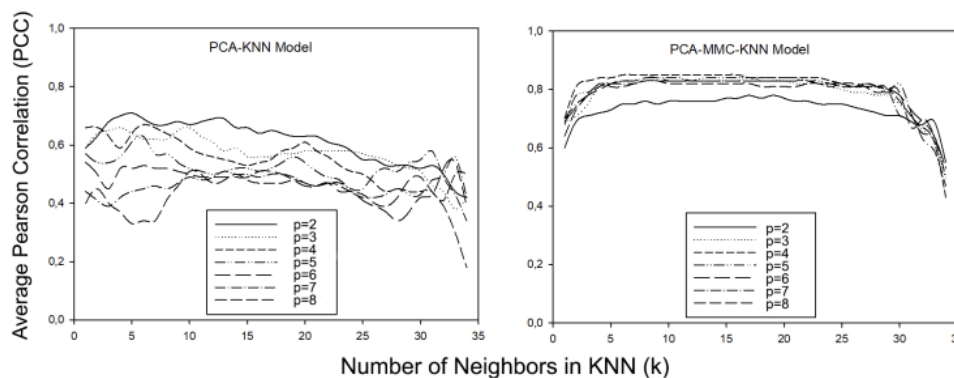 Average Pearson Correlation (PCC)
1,0
0,8
0,6
0,4
0,2
0,0
PCA-KNN Model
p=2
p=3
p=4
p=5
p=6
p=7
p=8
0 5 10 15 20 25 30 35
1,0
0,8
0,6
0,4
0,2
0,0
PCA-MMC-KNN Model
p=2
p=3
p=4
p=5
p=6
p=7
p=8
0 5 10 15 20 25 30 35
Number of Neighbors in KNN (k)